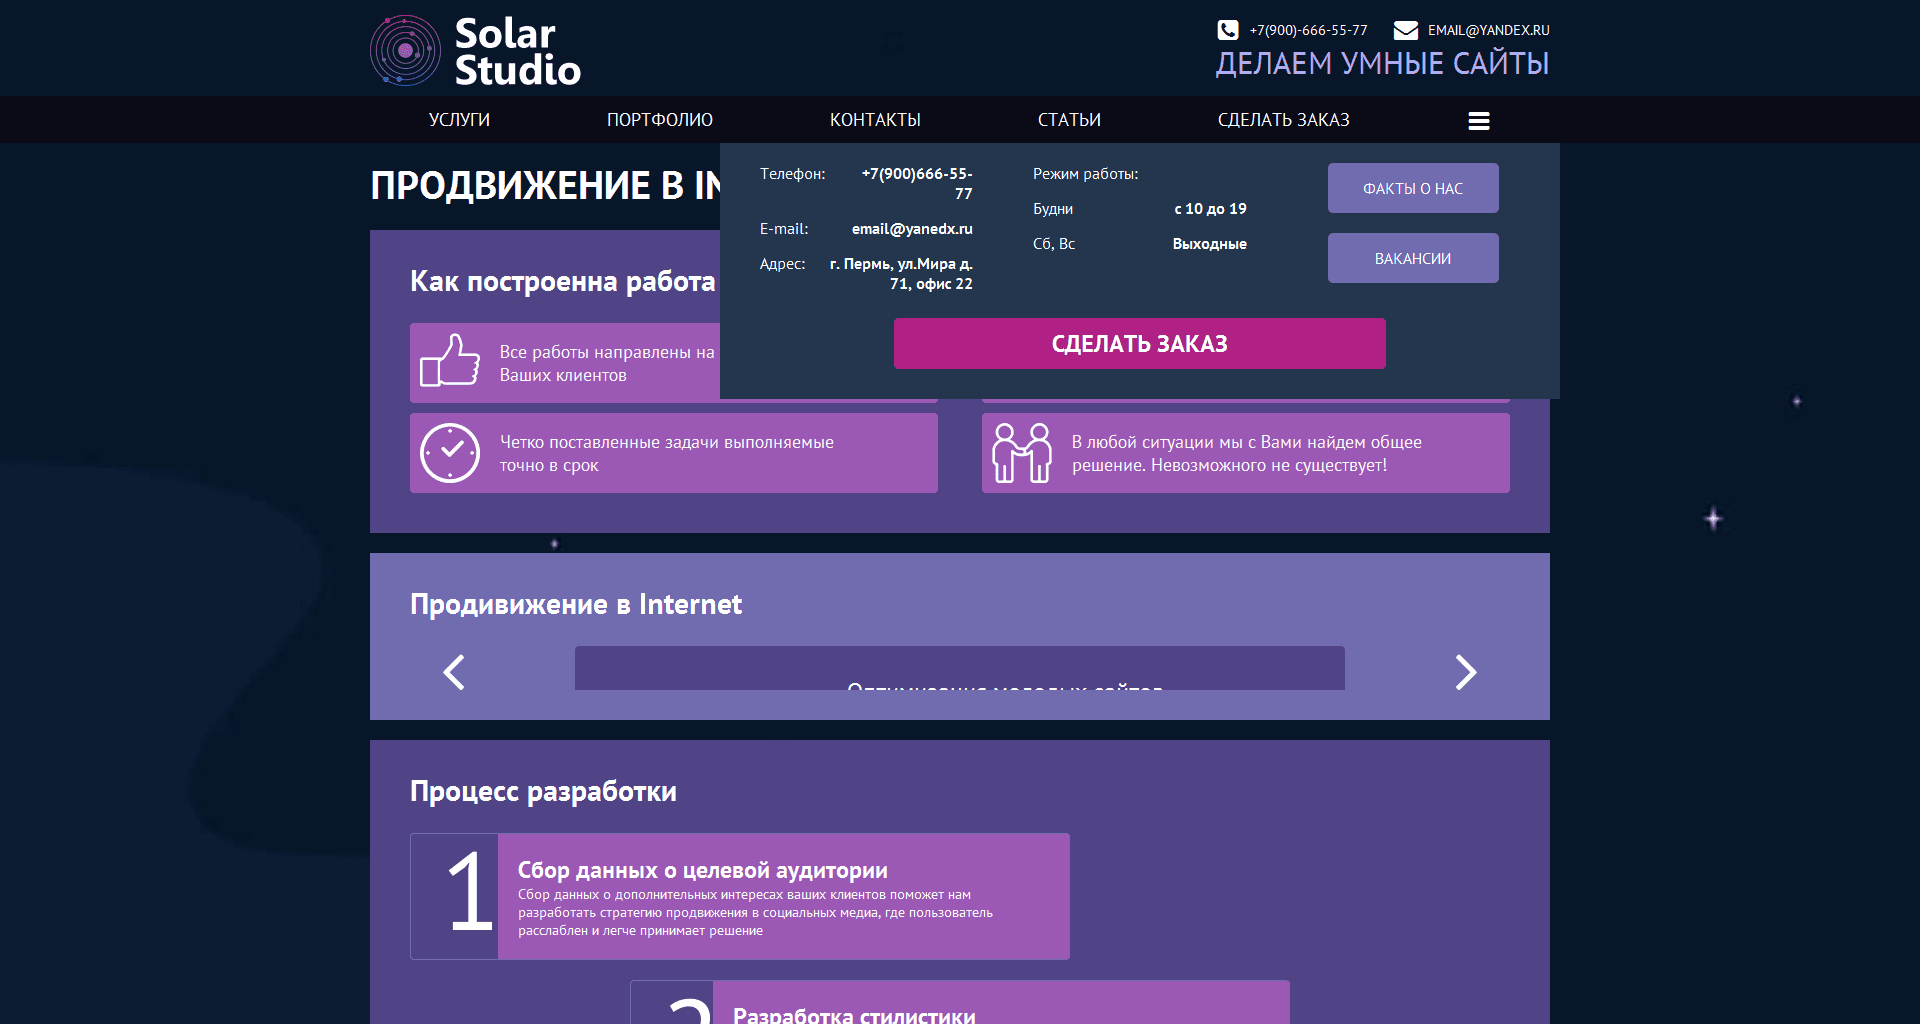 Solar
Studio
+7(900)-666-55-77
EMAIL@YANDEX.RU
ДЕЛАЕМ УМНЫЕ САЙТЫ
УСЛУГИ
ПОРТФОЛИО
КОНТАКТЫ
СТАТЬИ
СДЕЛАТЬ ЗАКАЗ
ПРОДВИЖЕНИЕ В IN
Телефон:
+7(900)666-55-
77
E-mail:
email@yanedx.ru
Адрес:
г. Пермь, ул.Мира д.
71, офис 22
Режим работы:
Будни
с 10 до 19
Сб, Вс
Выходные
ФАКТЫ О НАС
ВАКАНСИИ
СДЕЛАТЬ ЗАКАЗ
Как построенна работа
Все работы направлены на
Ваших клиентов
Четко поставленные задачи выполняемые
точно в срок
В любой ситуации мы с Вами найдем общее
решение. Невозможного не существует!
Продивижение в Internet
Оптимизация молодых сайтов
Процесс разработки
1
Сбор данных о целевой аудитории
Сбор данных о дополнительных интересах ваших клиентов поможет нам
разработать стратегию продвижения в социальных медиа, где пользователь
расслаблен и легче принимает решение
2
Разработка стилистики